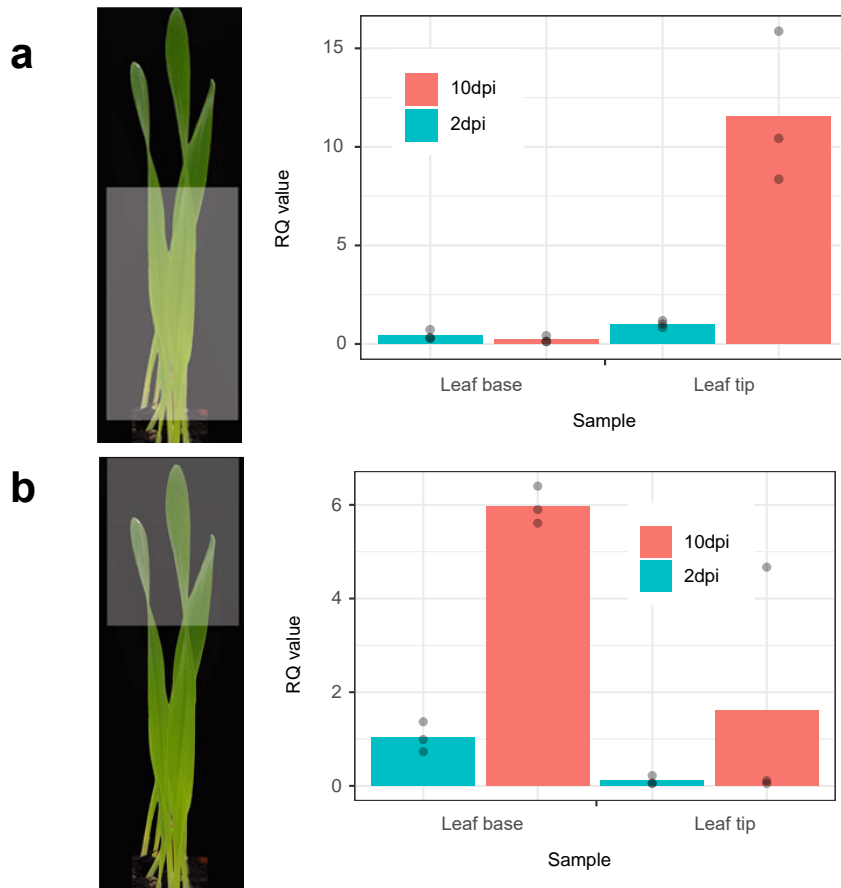 a
15
10
5
0
RQ value
10dpi
2dpi
Leaf base Leaf tip
Sample
b
6
4
2
0
RQ value
10dpi
2dpi
Leaf base Leaf tip
Sample